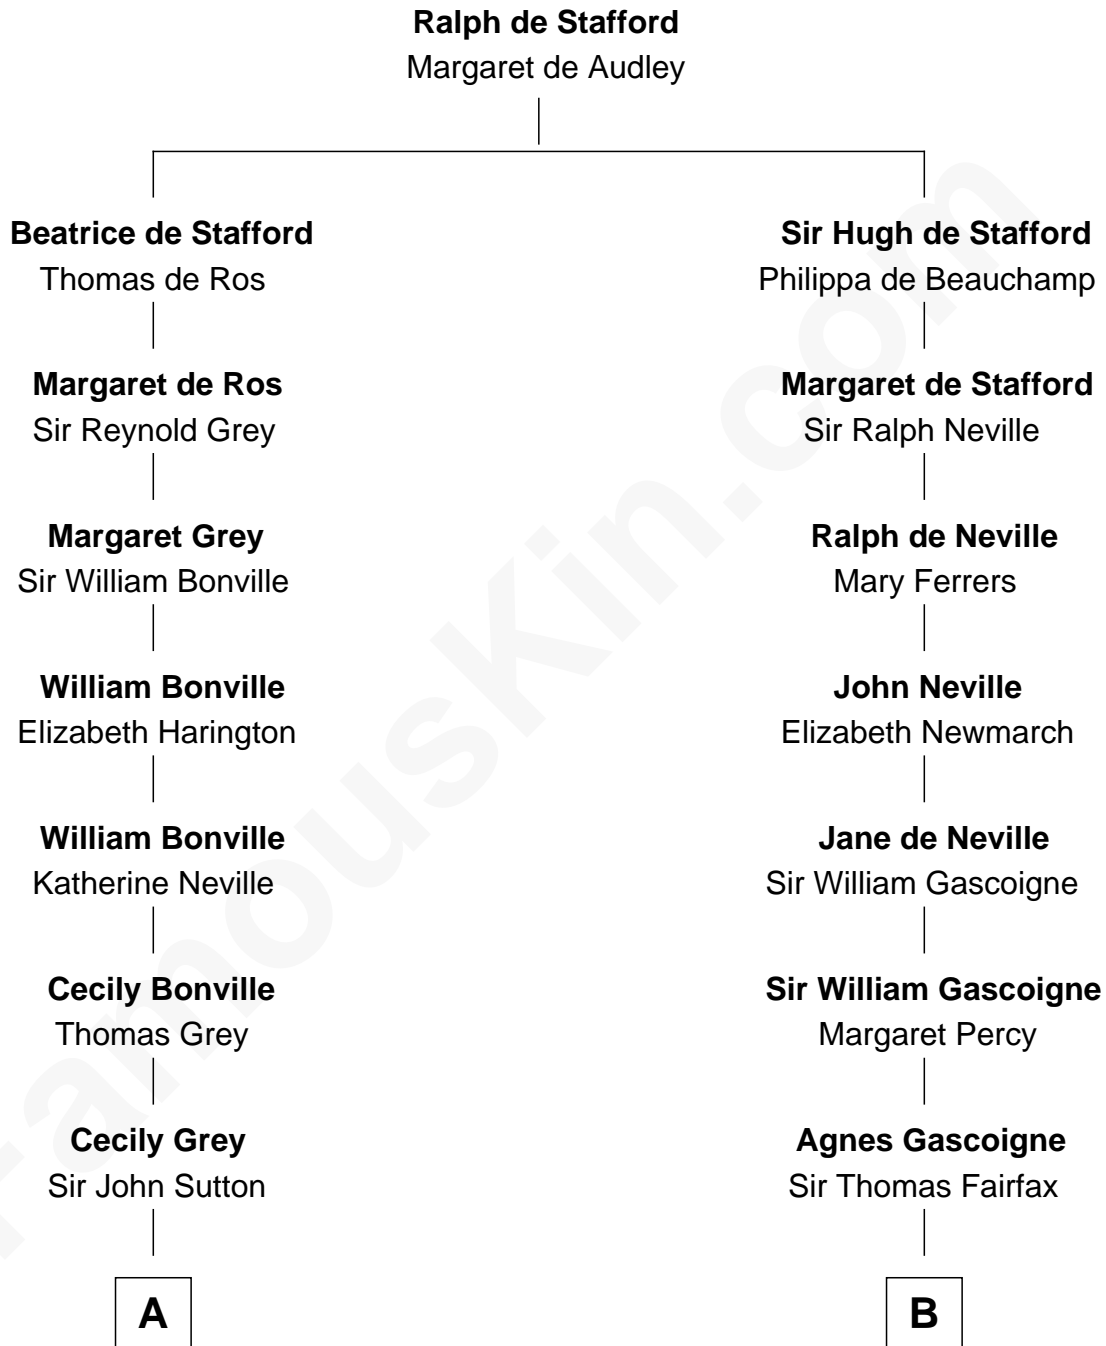 Ralph de Stafford
Margaret de Audley
Beatrice de Stafford
Thomas de Ros
Sir Hugh de Stafford
Philippa de Beauchamp
Margaret de Ros
Sir Reynold Grey
Margaret de Stafford
Sir Ralph Neville
Margaret Grey
Sir William Bonville
Ralph de Neville
Mary Ferrers
William Bonville
Elizabeth Harington
John Neville
Elizabeth Newmarch
William Bonville
Katherine Neville
Jane de Neville
Sir William Gascoigne
Cecily Bonville
Thomas Grey
Sir William Gascoigne
Margaret Percy
Cecily Grey
Sir John Sutton
Agnes Gascoigne
Sir Thomas Fairfax
A
B
FamousKin.com